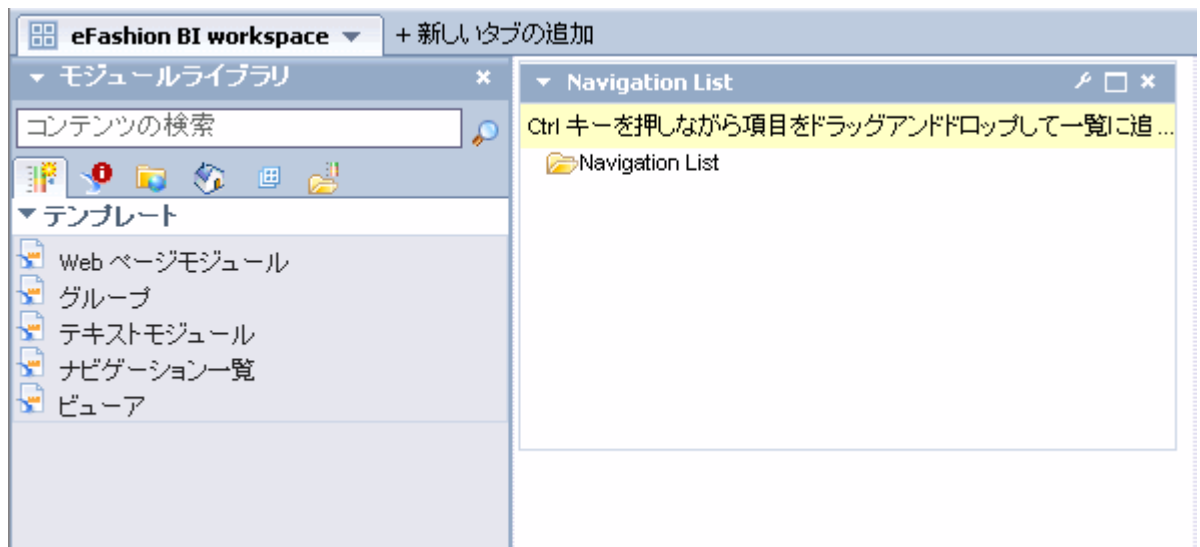 eFashion BI workspace
+ 新しいタブの追加
モジュールライブラリ
コンテンツの検索
テンプレート
Web ページモジュール
グループ
テキストモジュール
ナビゲーション一覧
ビューア
Navigation List
Ctrl キーを押しながら項目をドラッグアンドドロップして一覧に追 ...
Navigation List